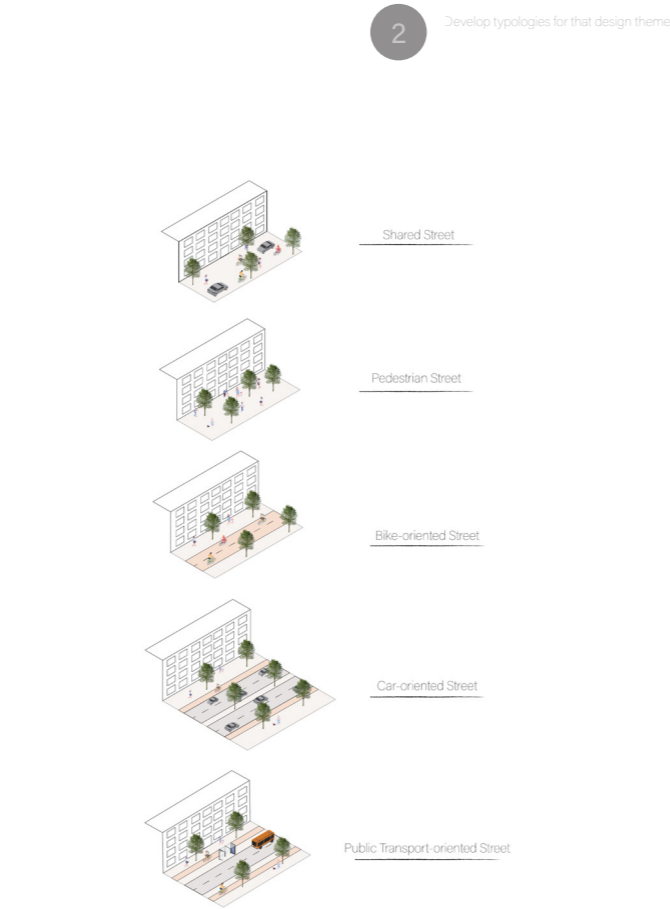 2
Develop typologies for that design theme
Shared Street
Pedestrian Street
Bike-oriented Street
Car-oriented Street
Public Transport-oriented Street